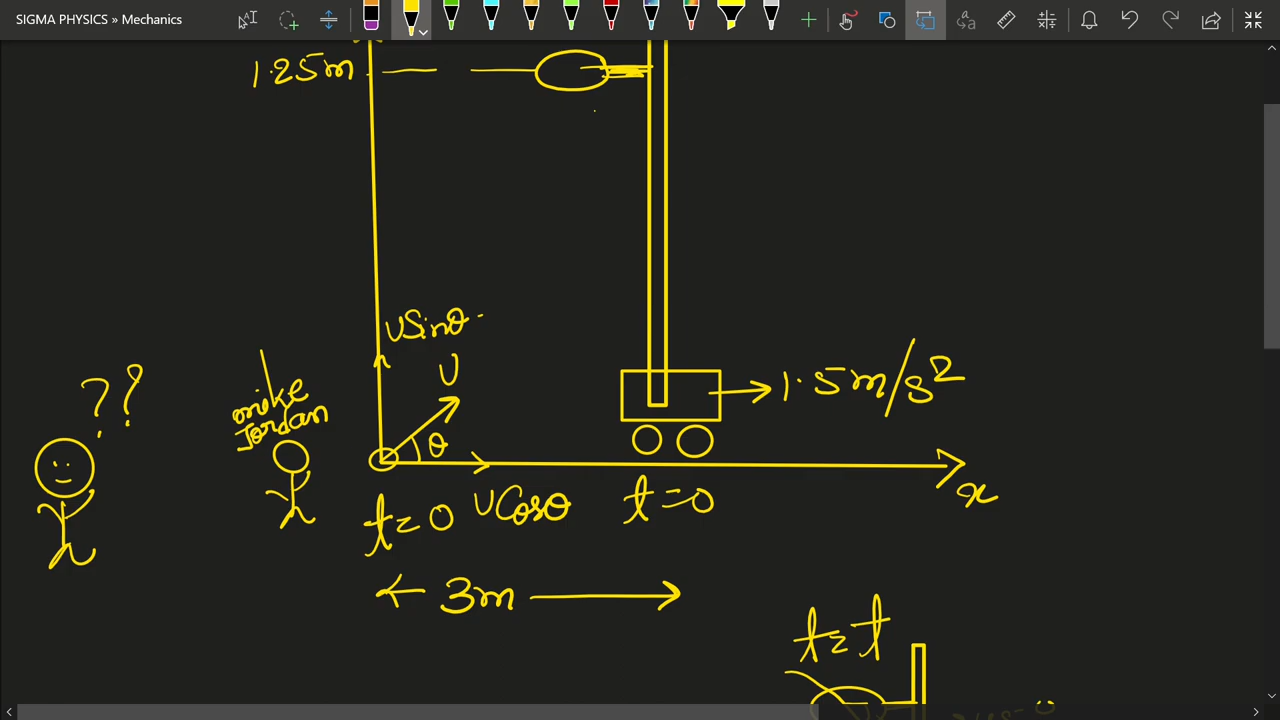 SIGMA PHYSICS » Mechanics
1.25m
USinθ
U
??
mike
Jordan
θ
1.5m/s2
x
t=0
UCosθ
t=0
3m
t=t